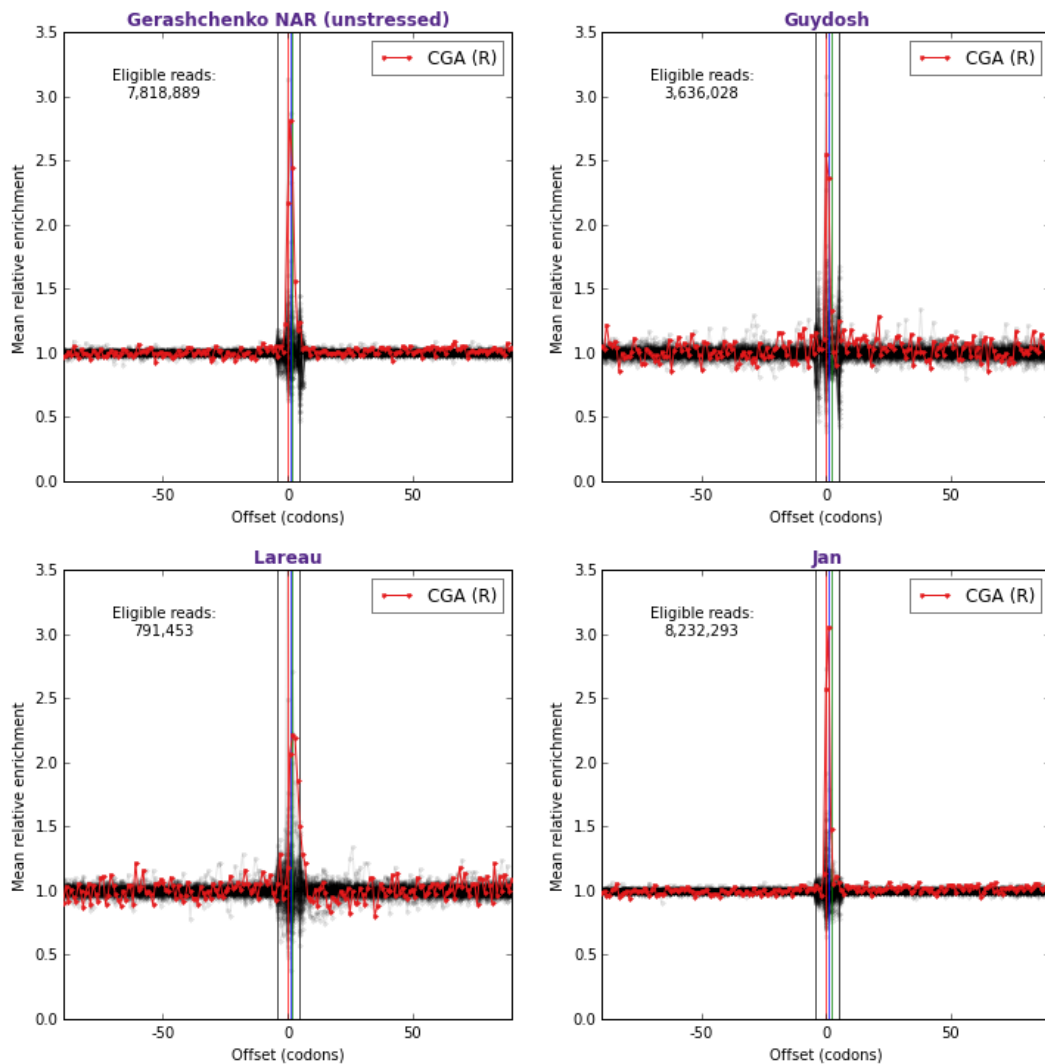 Gerashchenko NAR (unstressed)
3.5
3.0
2.5
2.0
1.5
1.0
0.5
0.0
Mean relative enrichment
Eligible reads:
7,818,889
CGA (R)
-50
0
50
Offset (codons)
Guydosh
3.5
3.0
2.5
2.0
1.5
1.0
0.5
0.0
Mean relative enrichment
Eligible reads:
3,636,028
CGA (R)
-50
0
50
Offset (codons)
Lareau
3.5
3.0
2.5
2.0
1.5
1.0
0.5
0.0
Mean relative enrichment
Eligible reads:
791,453
CGA (R)
-50
0
50
Offset (codons)
Jan
3.5
3.0
2.5
2.0
1.5
1.0
0.5
0.0
Mean relative enrichment
Eligible reads:
8,232,293
CGA (R)
-50
0
50
Offset (codons)